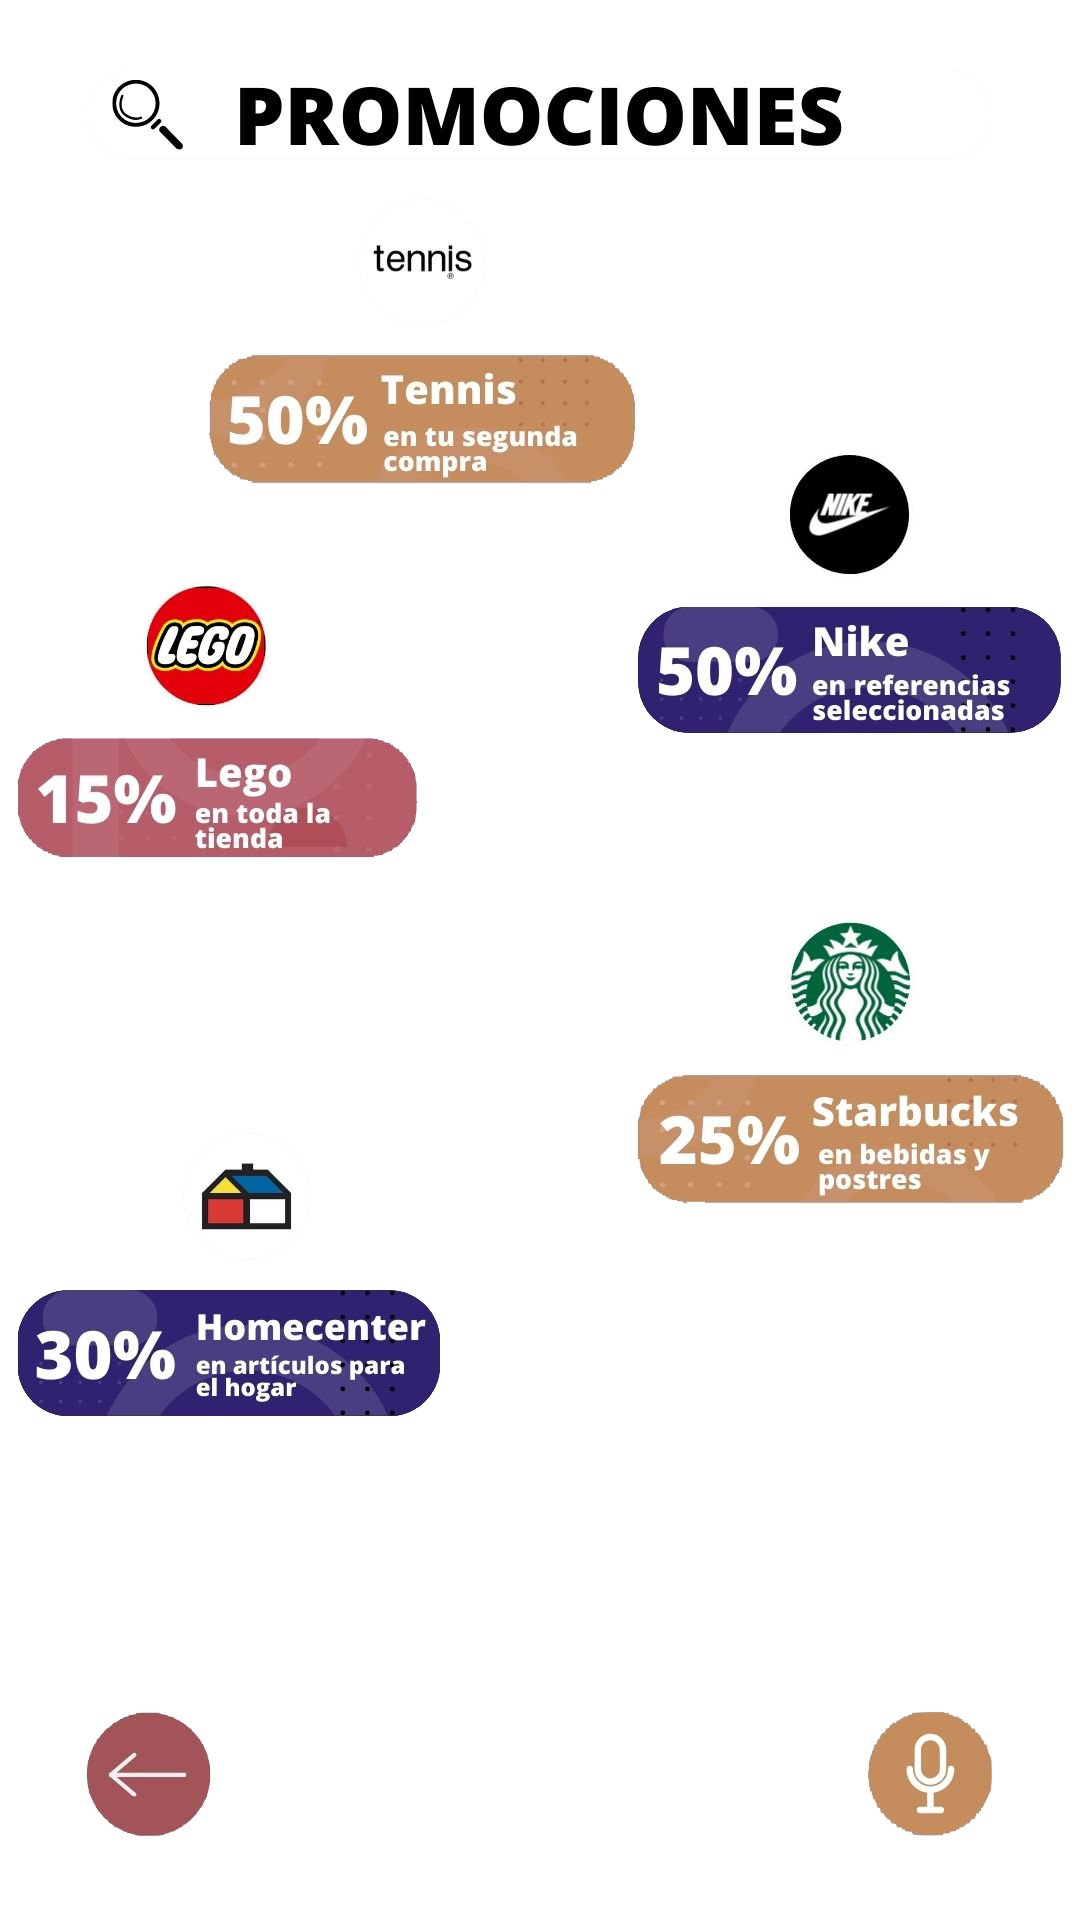 PROMOCIONES
tennis®
50%
Tennis
en tu segunda
compra
NIKE
50%
Nike
en referencias
seleccionadas
LEGO
15%
Lego
en toda la
tienda
25%
Starbucks
en bebidas y
postres
30%
Homecenter
en artículos para
el hogar